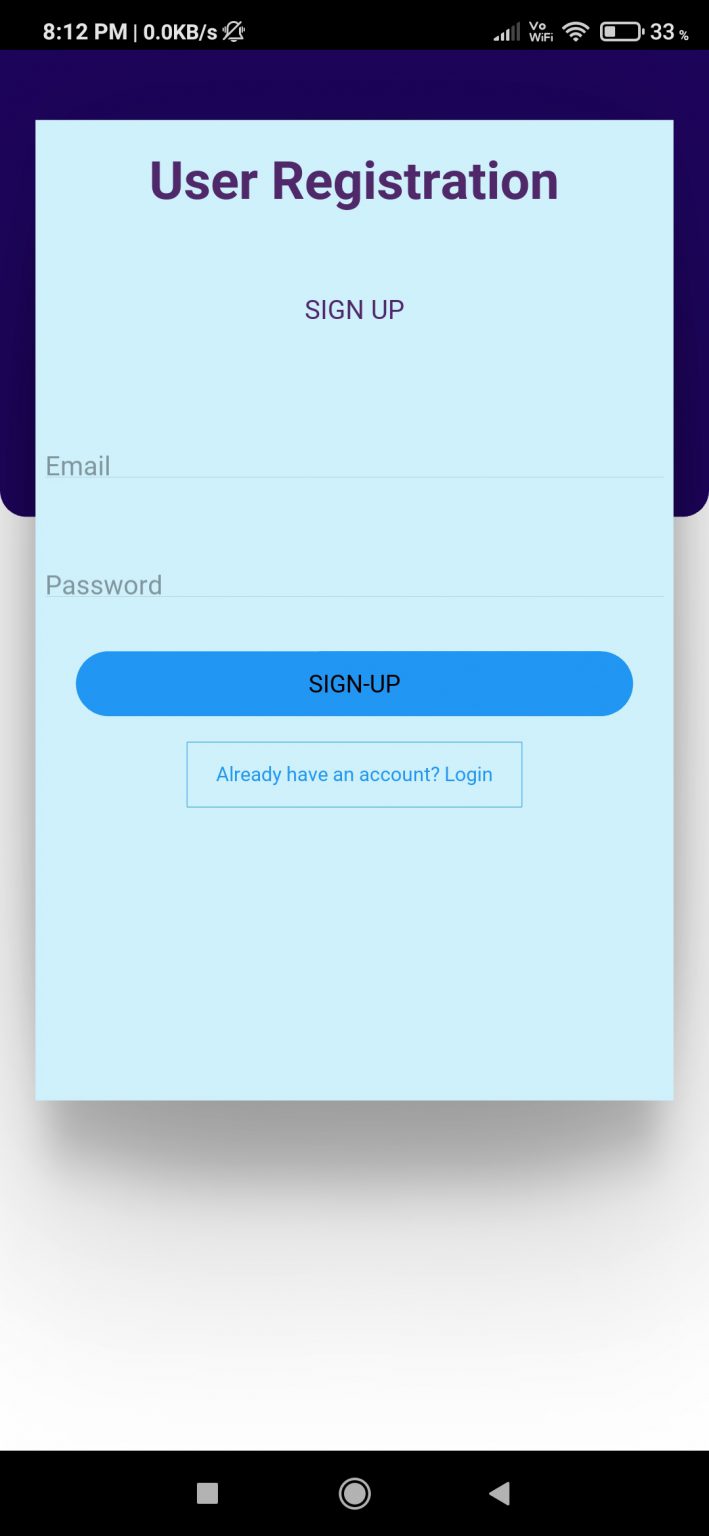 8:12 PM | 0.0KB/s Vo WiFi 33 %
User Registration
SIGN UP
Email
Password
SIGN-UP
Already have an account? Login